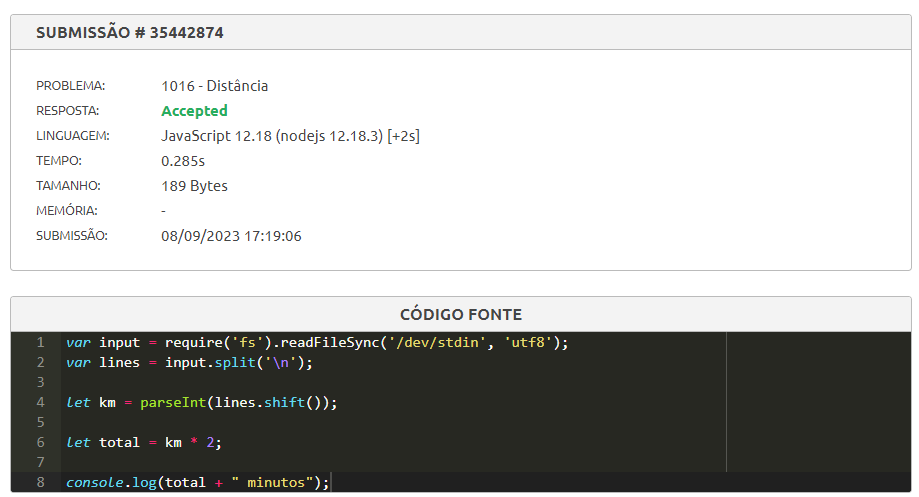 SUBMISSÃO # 35442874
PROBLEMA: 1016 - Distância
RESPOSTA: Accepted
LINGUAGEM: JavaScript 12.18 (nodejs 12.18.3) [+2s]
TEMPO: 0.285s
TAMANHO: 189 Bytes
MEMÓRIA: -
SUBMISSÃO: 08/09/2023 17:19:06
CÓDIGO FONTE
1 var input = require('fs').readFileSync('/dev/stdin', 'utf8');
2 var lines = input.split('\n');
3
4 let km = parseInt(lines.shift());
5
6 let total = km * 2;
7
8 console.log(total + " minutos");